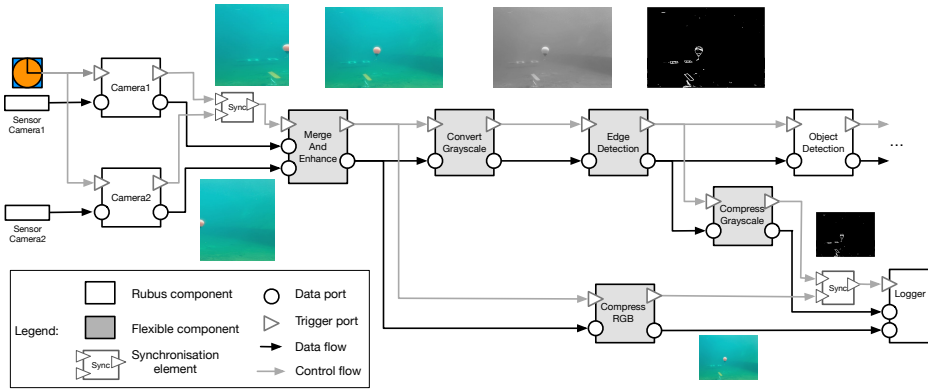 Camera1
Sensor
Camera1
Sync
Merge
And
Enhance
Convert
Grayscale
Edge
Detection
Object
Detection
...
Camera2
Sensor
Camera2
Compress
Grayscale
Compress
RGB
Sync
Logger
Legend:
Rubus component
Flexible component
Sync
Synchronisation
element
Data port
Trigger port
Data flow
Control flow